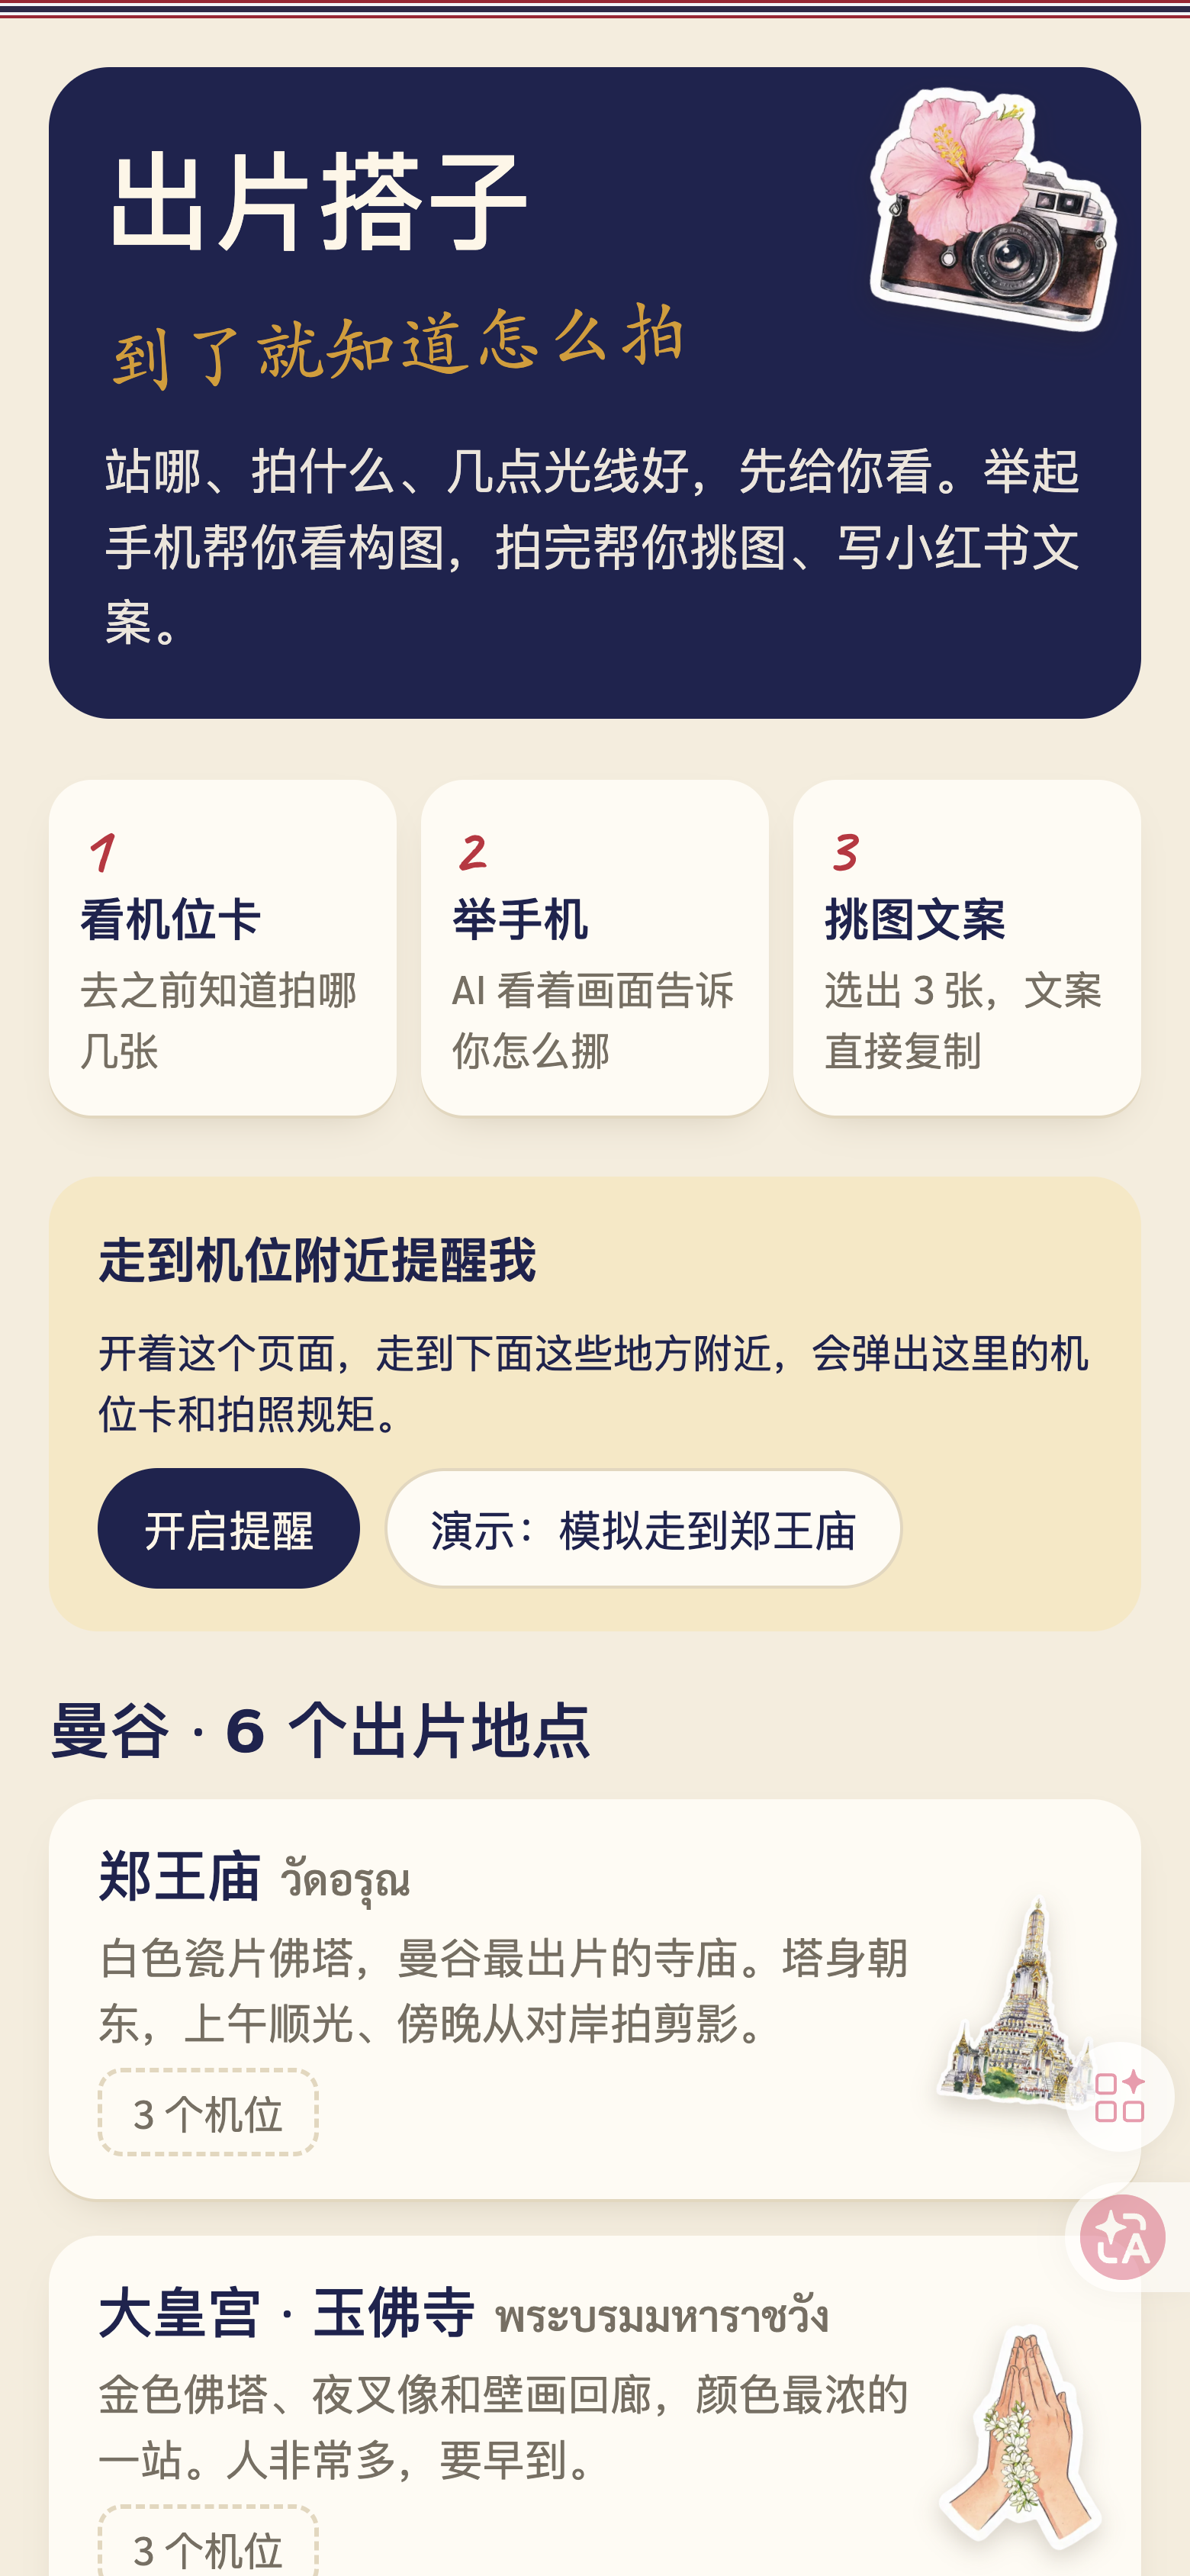 出片搭子
到了就知道怎么拍
站哪、拍什么、几点光线好，先给你看。举起
手机帮你看构图，拍完帮你挑图、写小红书文
案。
1
看机位卡
去之前知道拍哪
几张
2
举手机
AI 看着画面告诉
你怎么挪
3
挑图文案
选出 3 张，文案
直接复制
走到机位附近提醒我
开着这个页面，走到下面这些地方附近，会弹出这里的机
位卡和拍照规矩。
开启提醒
演示：模拟走到郑王庙
曼谷 · 6 个出片地点
郑王庙 วัดอรุณ
白色瓷片佛塔，曼谷最出片的寺庙。塔身朝
东，上午顺光、傍晚从对岸拍剪影。
3 个机位
A
大皇宫 · 玉佛寺 พระบรมมหาราชวัง
金色佛塔、夜叉像和壁画回廊，颜色最浓的
一站。人非常多，要早到。
3 个机位